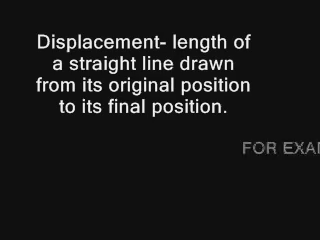 Displacement- length of
a straight line drawn
from its original position
to its final position.
FOR EXA